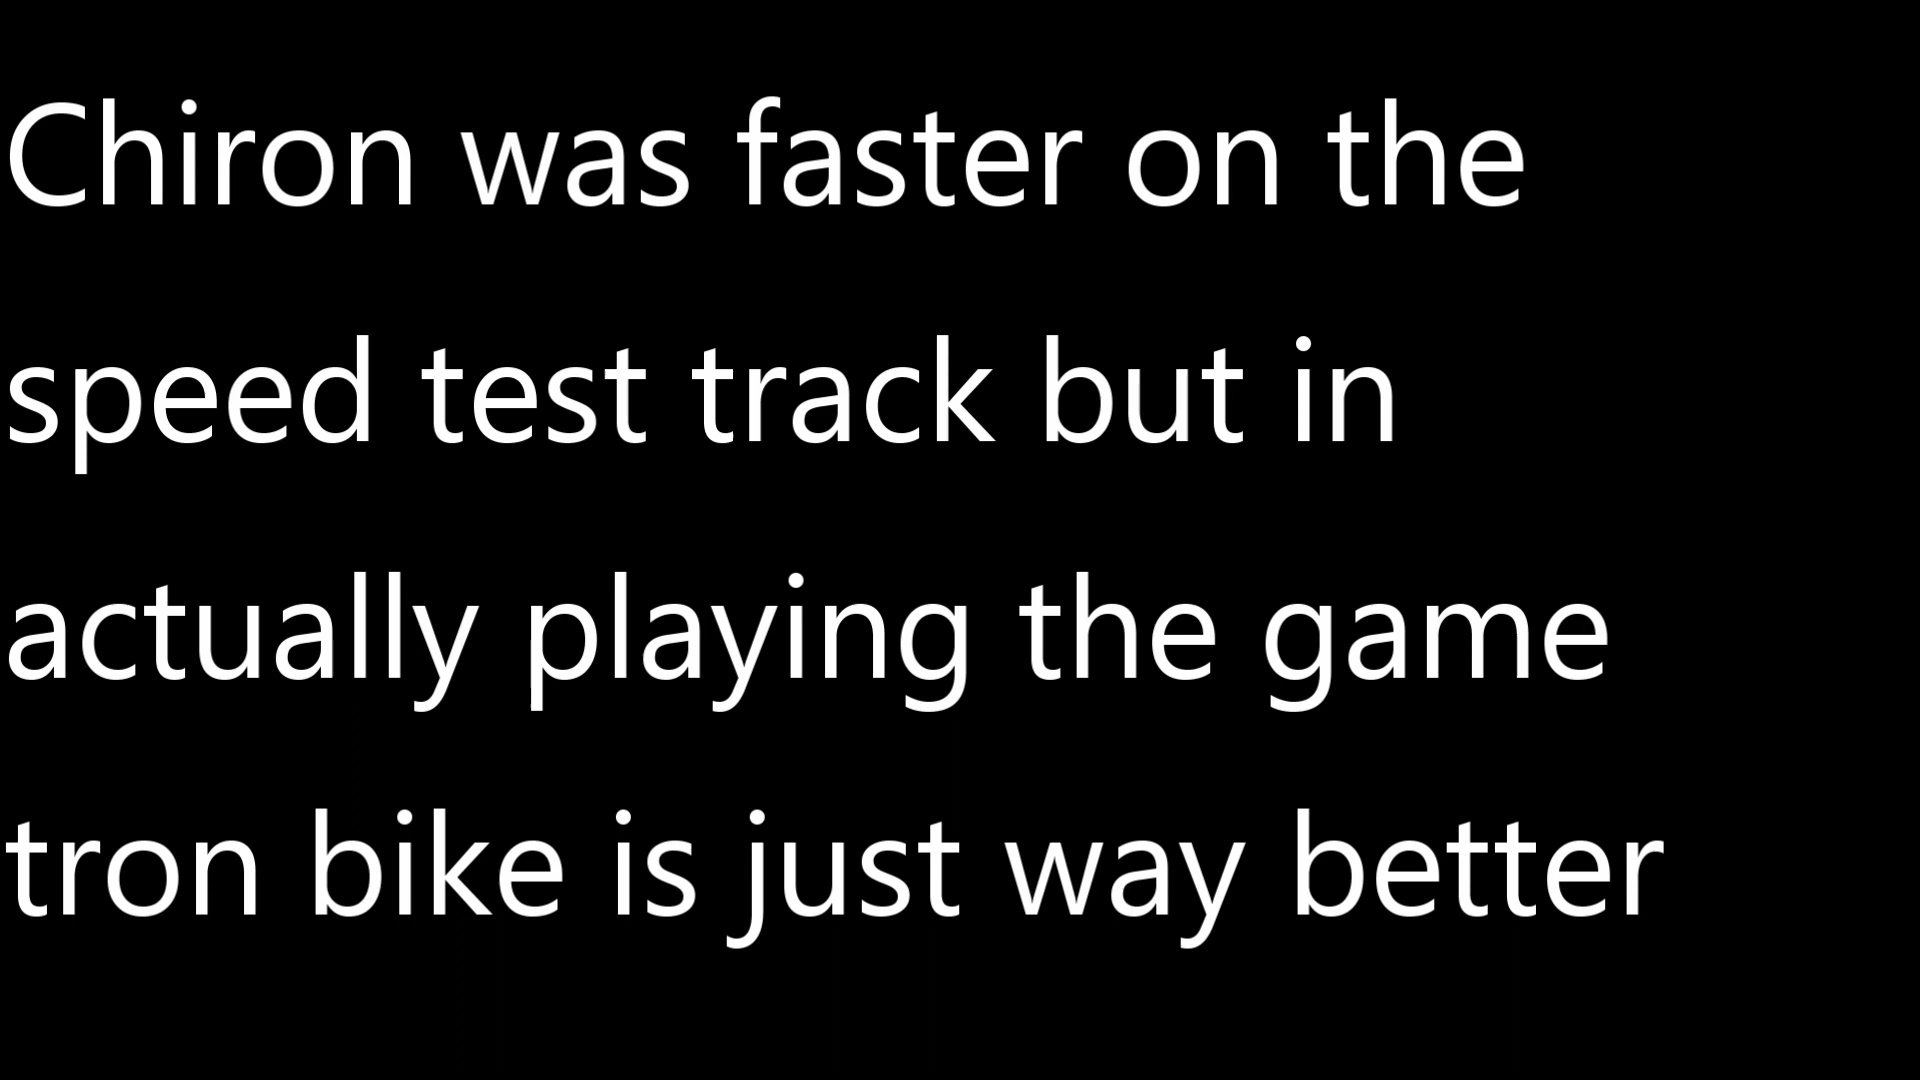 Chiron was faster on the
speed test track but in
actually playing the game
tron bike is just way better